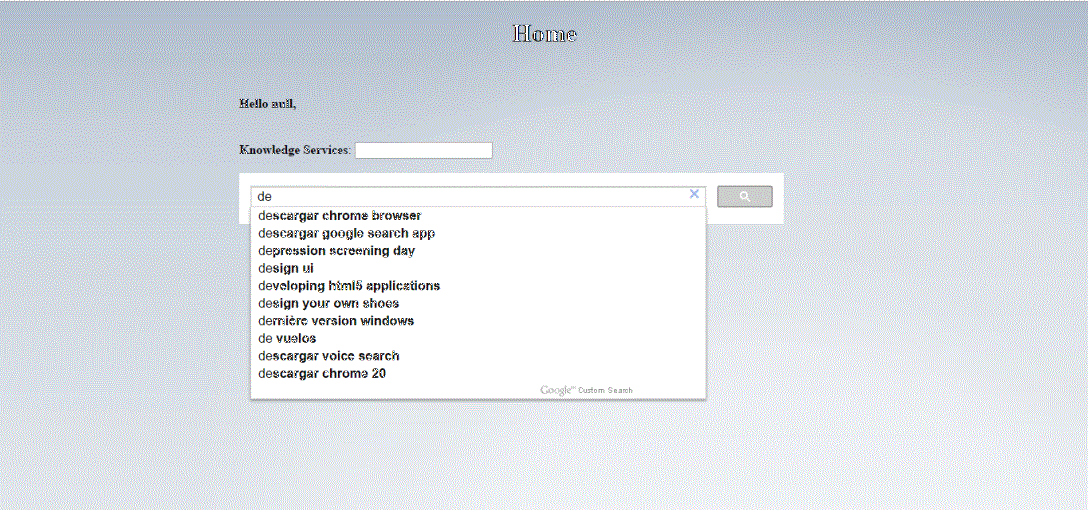 Home
Hello null,
Knowledge Services:
de
descargar chrome browser
descargar google search app
depression screening day
design ui
developing html5 applications
design your own shoes
dernière version windows
de vuelos
descargar voice search
descargar chrome 20
Google™ Custom Search